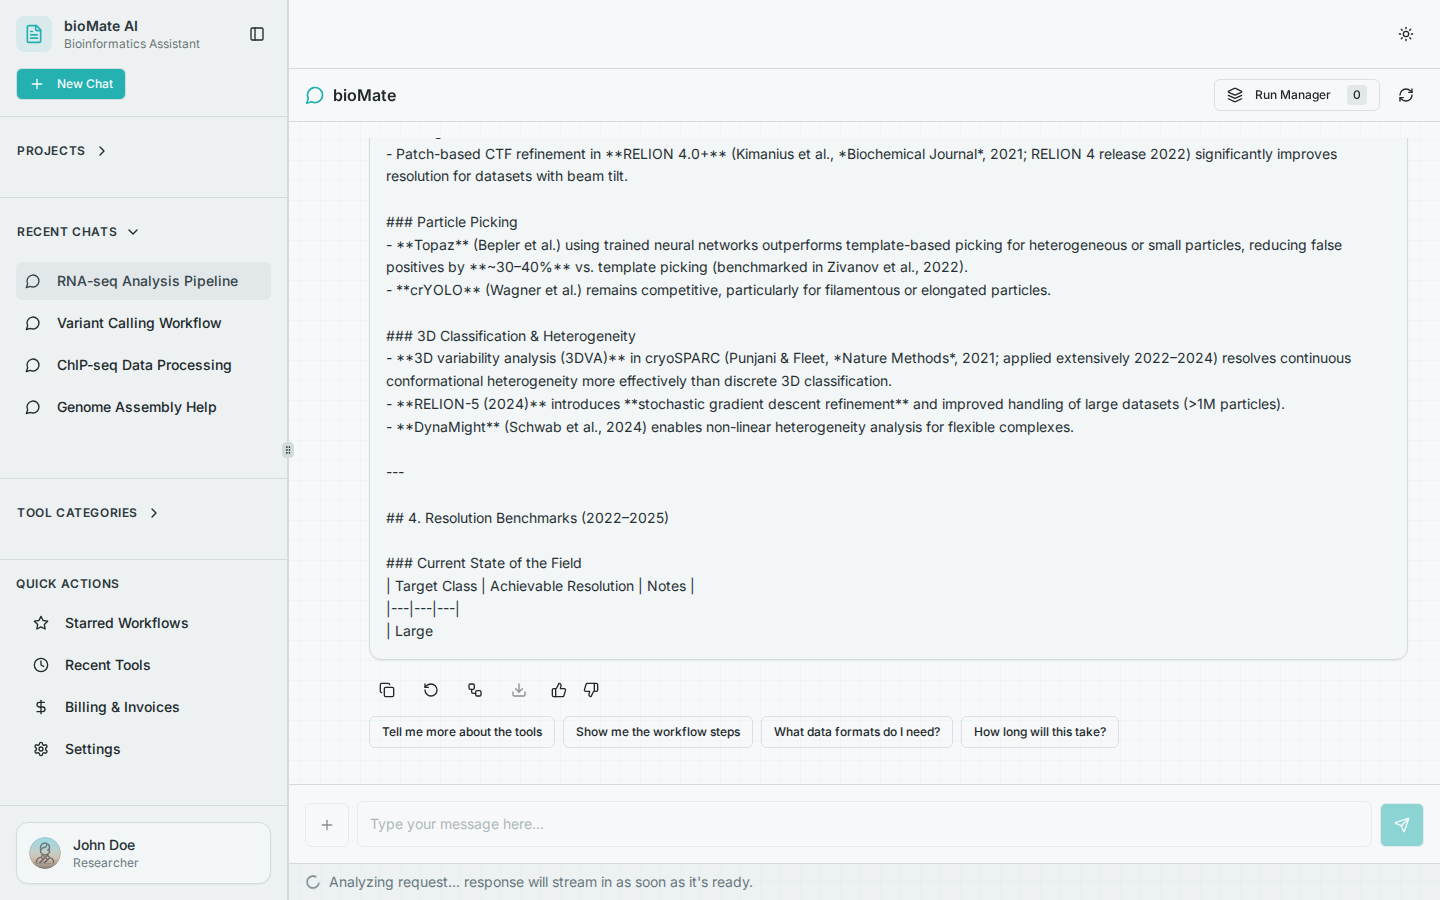 bioMate AI
Bioinformatics Assistant
New Chat
PROJECTS
RECENT CHATS
RNA-seq Analysis Pipeline
Variant Calling Workflow
ChIP-seq Data Processing
Genome Assembly Help
TOOL CATEGORIES
QUICK ACTIONS
Starred Workflows
Recent Tools
Billing & Invoices
Settings
John Doe
Researcher
bioMate
Run Manager 0
- Patch-based CTF refinement in **RELION 4.0+** (Kimanius et al., *Biochemical Journal*, 2021; RELION 4 release 2022) significantly improves
resolution for datasets with beam tilt.
### Particle Picking
- **Topaz** (Bepler et al.) using trained neural networks outperforms template-based picking for heterogeneous or small particles, reducing false
positives by **~30–40%** vs. template picking (benchmarked in Zivanov et al., 2022).
- **crYOLO** (Wagner et al.) remains competitive, particularly for filamentous or elongated particles.
### 3D Classification & Heterogeneity
- **3D variability analysis (3DVA)** in cryoSPARC (Punjani & Fleet, *Nature Methods*, 2021; applied extensively 2022–2024) resolves continuous
conformational heterogeneity more effectively than discrete 3D classification.
- **RELION-5 (2024)** introduces **stochastic gradient descent refinement** and improved handling of large datasets (>1M particles).
- **DynaMight** (Schwab et al., 2024) enables non-linear heterogeneity analysis for flexible complexes.
---
## 4. Resolution Benchmarks (2022–2025)
### Current State of the Field
| Target Class | Achievable Resolution | Notes |
|---|---|---|
| Large
Tell me more about the tools
Show me the workflow steps
What data formats do I need?
How long will this take?
Type your message here...
Analyzing request... response will stream in as soon as it's ready.